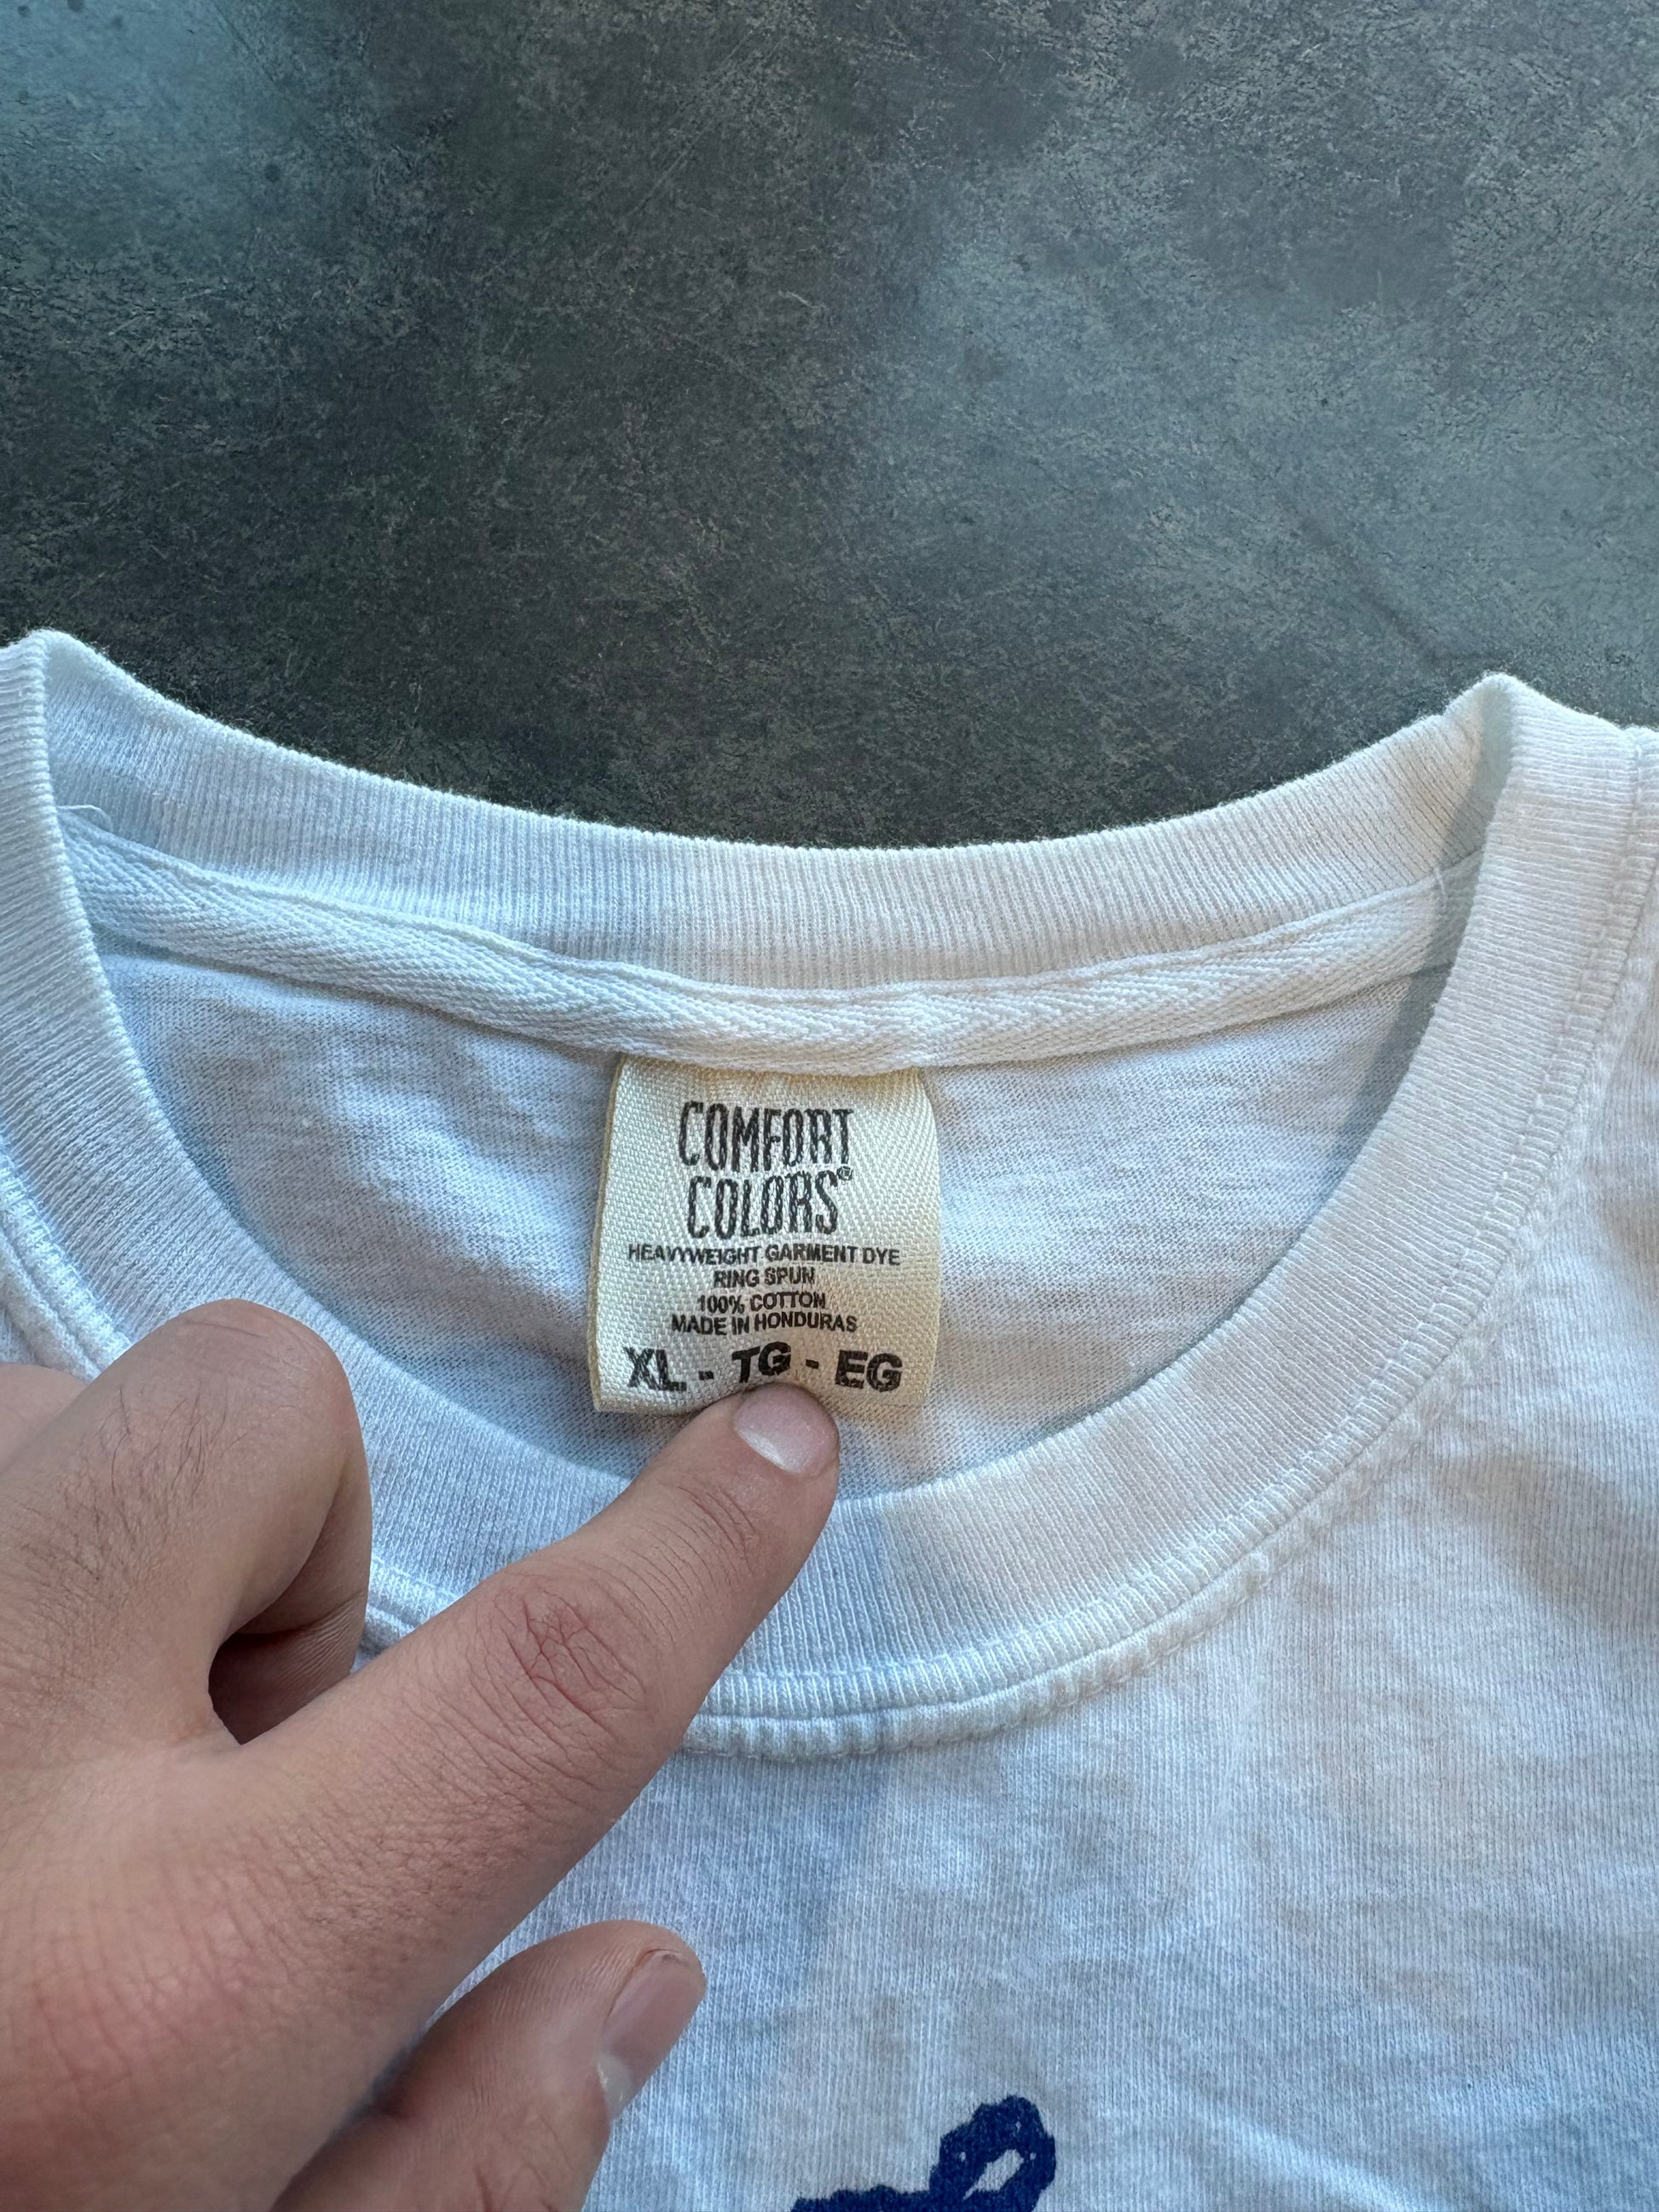 COMFORT
COLORS®
HEAVYWEIGHT GARMENT DYE
RING SPUN
100% COTTON
MADE IN HONDURAS
XL - TG - EG